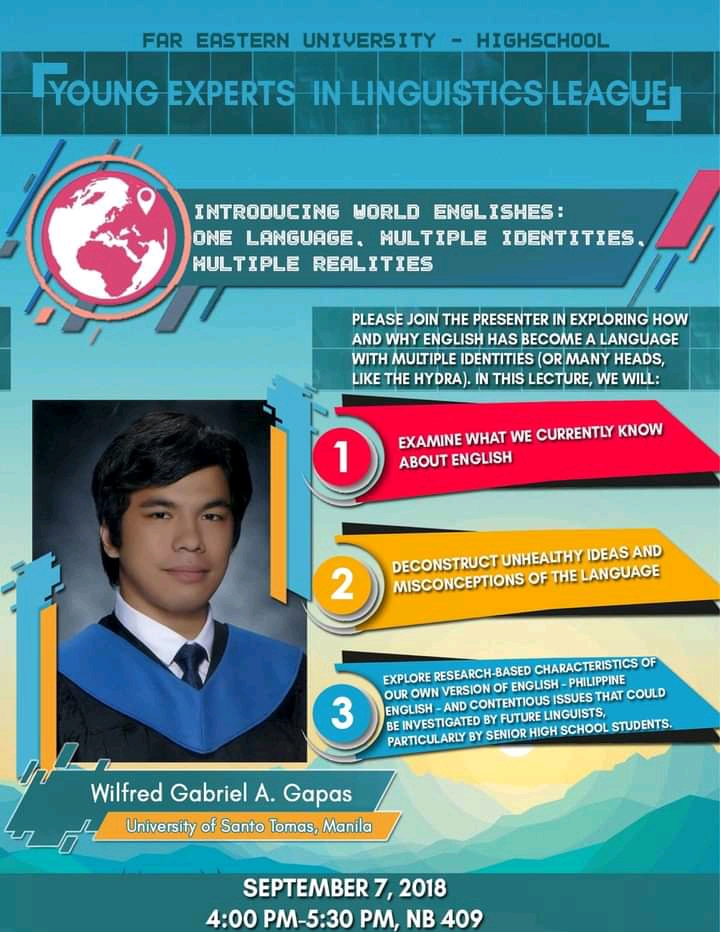 FAR EASTERN UNIVERSITY - HIGHSCHOOL
「YOUNG EXPERTS IN LINGUISTICS LEAGUE」
INTRODUCING WORLD ENGLISHES:
ONE LANGUAGE, MULTIPLE IDENTITIES,
MULTIPLE REALITIES
PLEASE JOIN THE PRESENTER IN EXPLORING HOW
AND WHY ENGLISH HAS BECOME A LANGUAGE
WITH MULTIPLE IDENTITIES (OR MANY HEADS,
LIKE THE HYDRA). IN THIS LECTURE, WE WILL:
1
EXAMINE WHAT WE CURRENTLY KNOW
ABOUT ENGLISH
2
DECONSTRUCT UNHEALTHY IDEAS AND
MISCONCEPTIONS OF THE LANGUAGE
3
EXPLORE RESEARCH-BASED CHARACTERISTICS OF
OUR OWN VERSION OF ENGLISH - PHILIPPINE
ENGLISH - AND CONTENTIOUS ISSUES THAT COULD
BE INVESTIGATED BY FUTURE LINGUISTS,
PARTICULARLY BY SENIOR HIGH SCHOOL STUDENTS.
Wilfred Gabriel A. Gapas
University of Santo Tomas, Manila
SEPTEMBER 7, 2018
4:00 PM-5:30 PM, NB 409